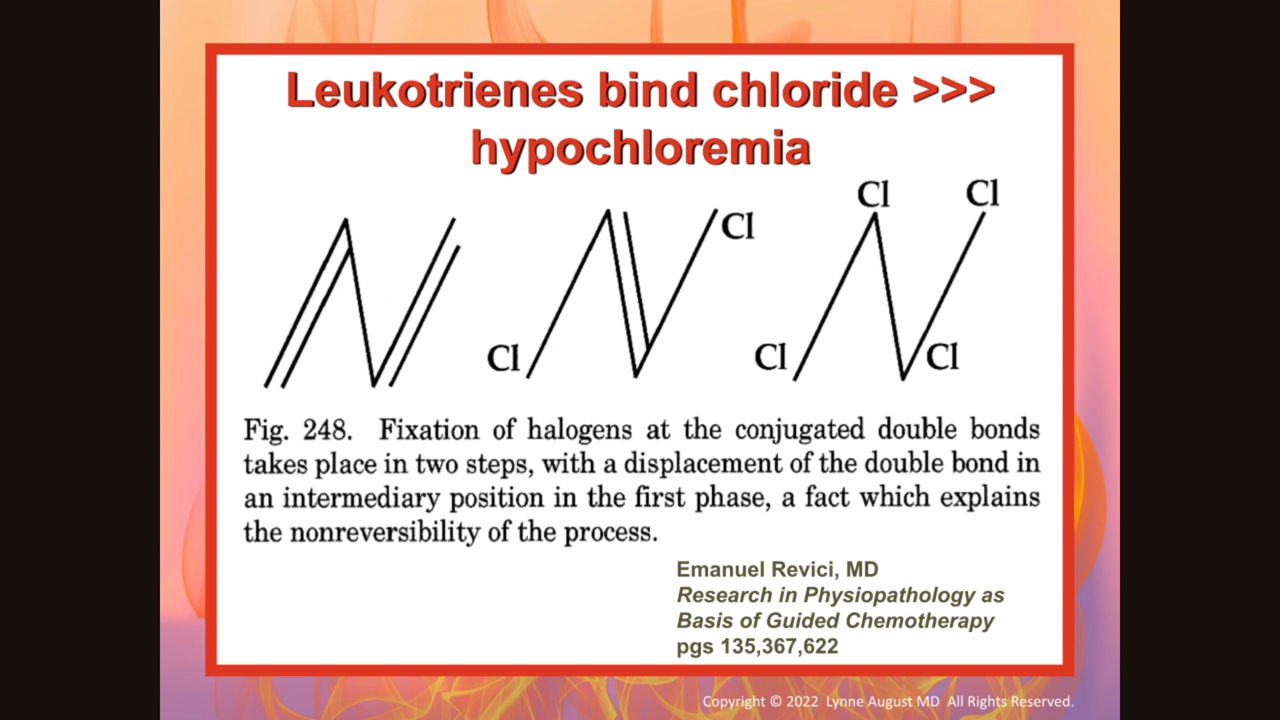 Leukotrienes bind chloride >>>
hypochloremia
Cl Cl
Cl
Cl Cl Cl
Fig. 248. Fixation of halogens at the conjugated double bonds
takes place in two steps, with a displacement of the double bond in
an intermediary position in the first phase, a fact which explains
the nonreversibility of the process.
Emanuel Revici, MD
Research in Physiopathology as
Basis of Guided Chemotherapy
pgs 135,367,622
Copyright © 2022 Lynne August MD All Rights Reserved.